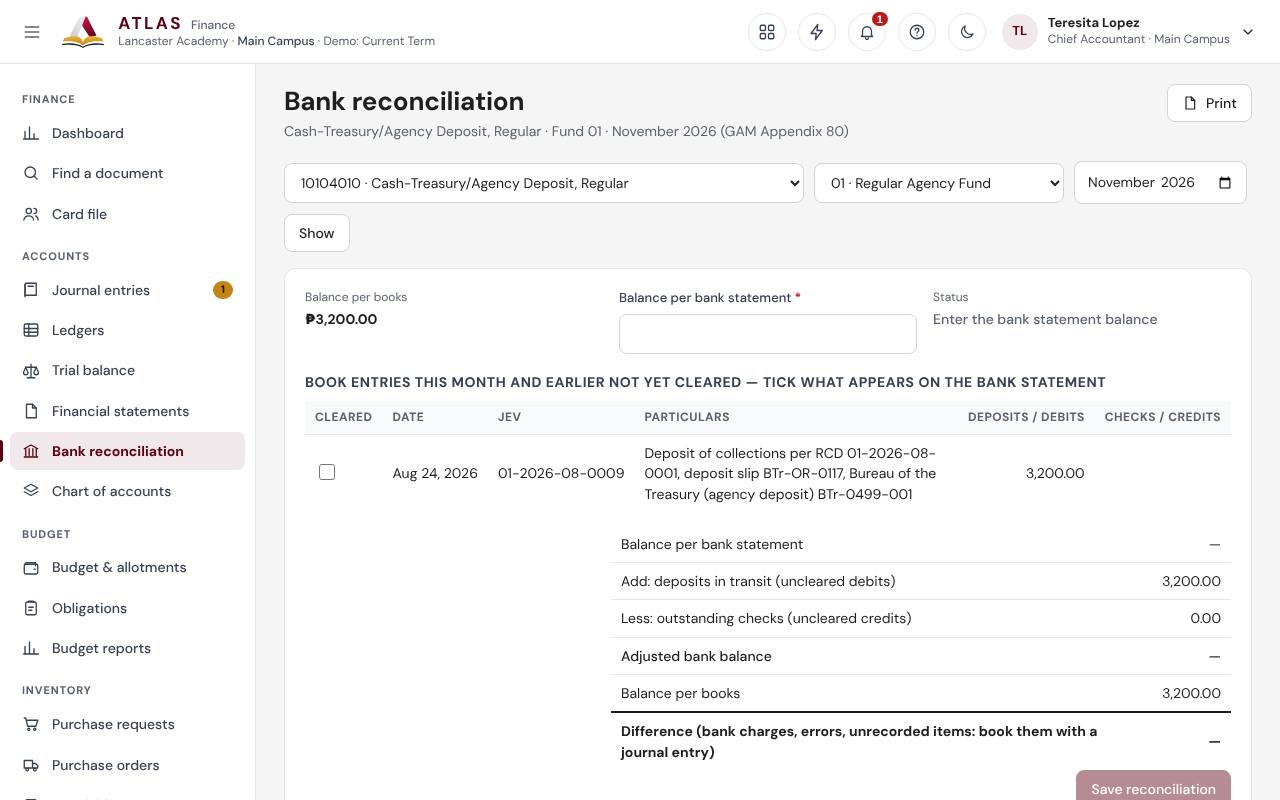 ATLAS Finance
Lancaster Academy · Main Campus · Demo: Current Term
1
TL
Teresita Lopez
Chief Accountant · Main Campus
FINANCE
Dashboard
Find a document
Card file
ACCOUNTS
Journal entries 1
Ledgers
Trial balance
Financial statements
Bank reconciliation
Chart of accounts
BUDGET
Budget & allotments
Obligations
Budget reports
INVENTORY
Purchase requests
Purchase orders
Bank reconciliation
Print
Cash-Treasury/Agency Deposit, Regular · Fund 01 · November 2026 (GAM Appendix 80)
10104010 · Cash-Treasury/Agency Deposit, Regular
01 · Regular Agency Fund
November 2026
Show
Balance per books
₱3,200.00
Balance per bank statement *
Status
Enter the bank statement balance
BOOK ENTRIES THIS MONTH AND EARLIER NOT YET CLEARED — TICK WHAT APPEARS ON THE BANK STATEMENT
CLEARED DATE JEV PARTICULARS DEPOSITS / DEBITS CHECKS / CREDITS
Aug 24, 2026 01-2026-08-0009
Deposit of collections per RCD 01-2026-08-
0001, deposit slip BTr-OR-0117, Bureau of the
Treasury (agency deposit) BTr-0499-001
3,200.00
Balance per bank statement —
Add: deposits in transit (uncleared debits) 3,200.00
Less: outstanding checks (uncleared credits) 0.00
Adjusted bank balance —
Balance per books 3,200.00
Difference (bank charges, errors, unrecorded items: book them with a
journal entry) —
Save reconciliation